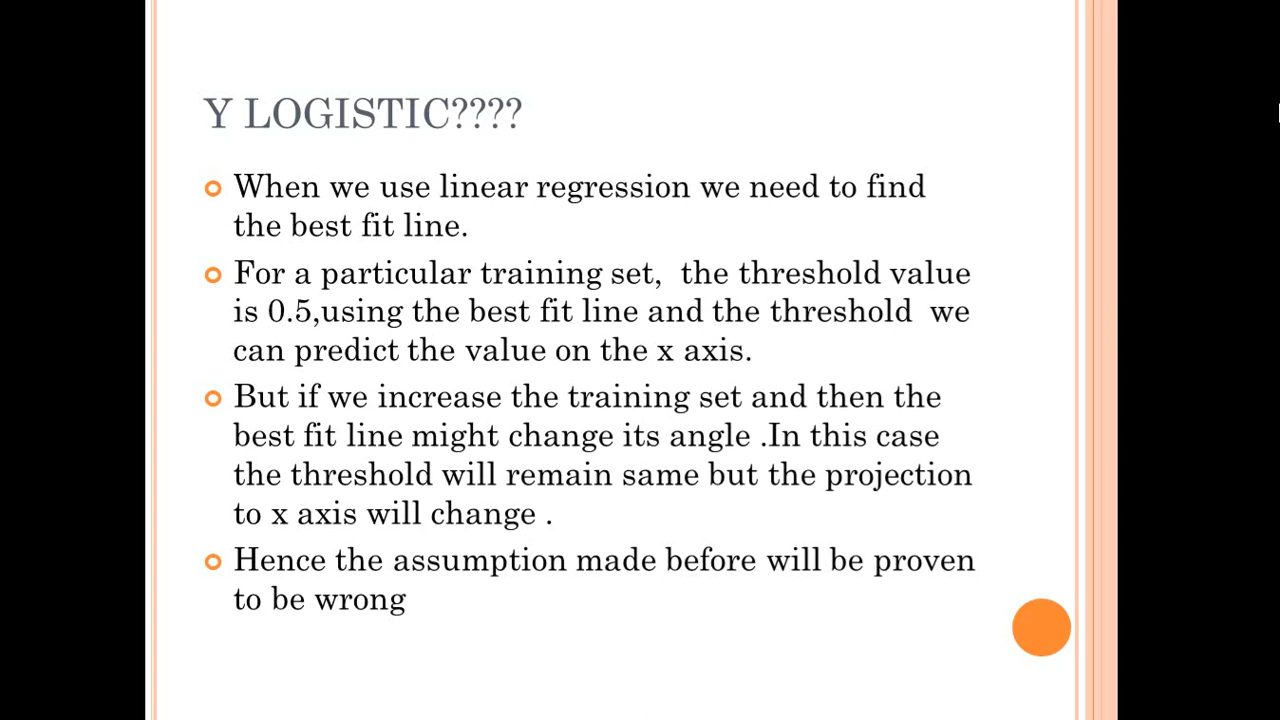 Y LOGISTIC????
When we use linear regression we need to find
the best fit line.
For a particular training set,  the threshold value
is 0.5,using the best fit line and the threshold  we
can predict the value on the x axis.
But if we increase the training set and then the
best fit line might change its angle .In this case
the threshold will remain same but the projection
to x axis will change .
Hence the assumption made before will be proven
to be wrong